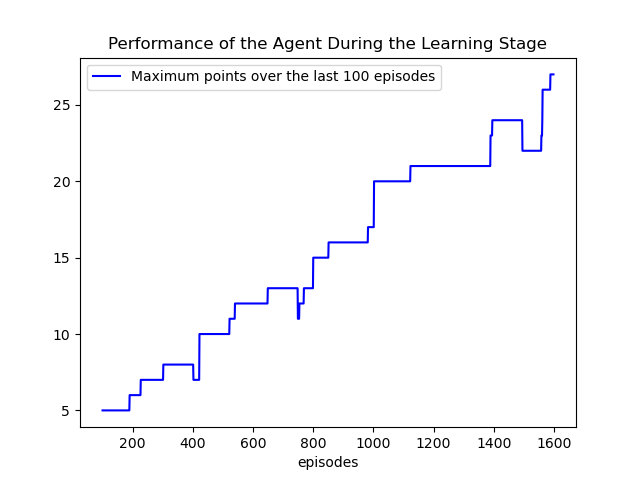 Performance of the Agent During the Learning Stage
Maximum points over the last 100 episodes
25
20
15
10
5
200 400 600 800 1000 1200 1400 1600
episodes